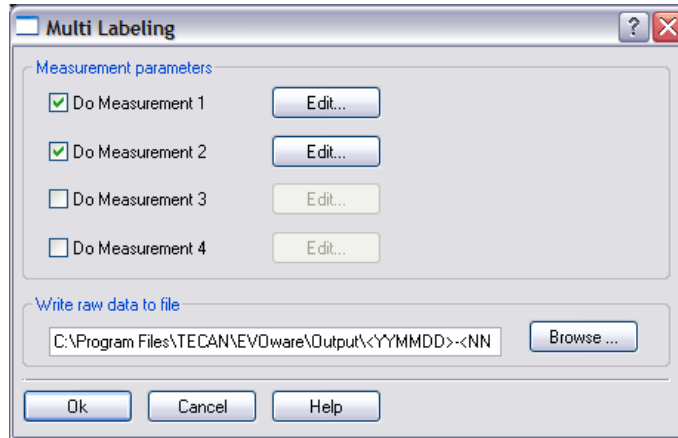 Multi Labeling
Measurement parameters
Do Measurement 1 Edit...
Do Measurement 2 Edit...
Do Measurement 3 Edit...
Do Measurement 4 Edit...
Write raw data to file
C:\Program Files\TECAN\EVOware\Output\<YYMMDD>-<NN Browse ...
Ok Cancel Help